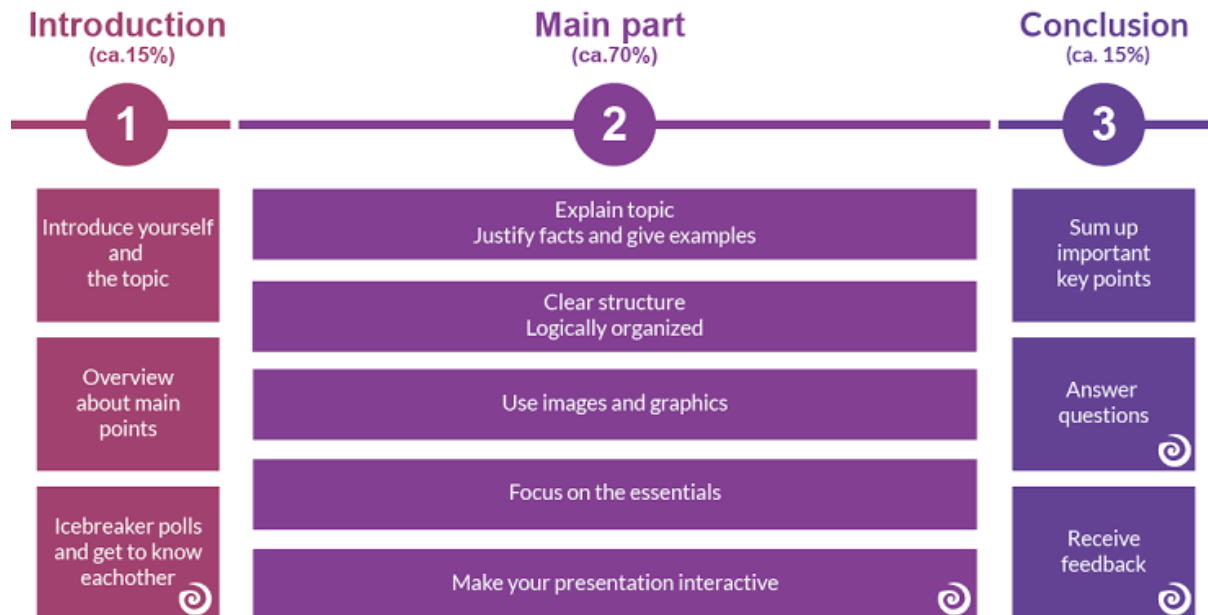 Introduction
(ca.15%)
1
Introduce yourself
and
the topic
Overview
about main
points
Icebreaker polls
and get to know
eachother
Main part
(ca.70%)
2
Explain topic
Justify facts and give examples
Clear structure
Logically organized
Use images and graphics
Focus on the essentials
Make your presentation interactive
Conclusion
(ca. 15%)
3
Sum up
important
key points
Answer
questions
Receive
feedback